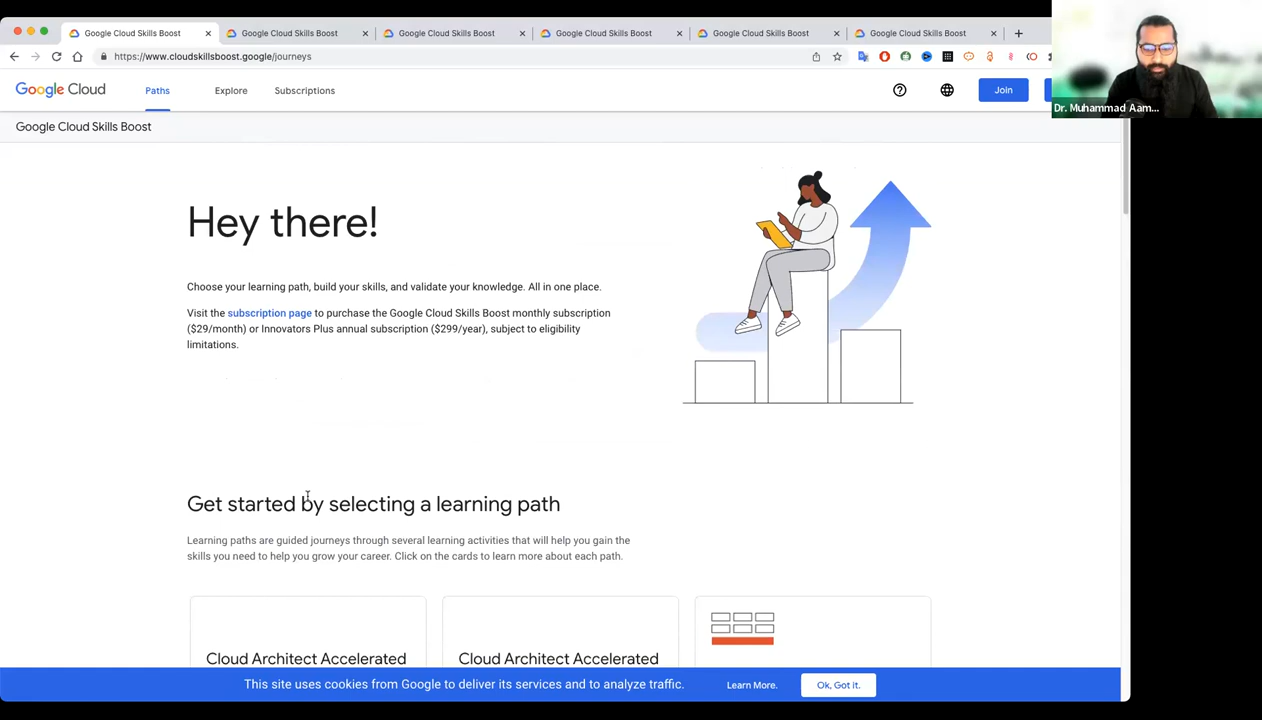 Google Cloud Skills Boost
Google Cloud Skills Boost
Google Cloud Skills Boost
Google Cloud Skills Boost
Google Cloud Skills Boost
Google Cloud Skills Boost
https://www.cloudskillsboost.google/journeys
Google Cloud
Paths
Explore
Subscriptions
Join
Dr. Muhammad Aam...
Google Cloud Skills Boost
Hey there!
Choose your learning path, build your skills, and validate your knowledge. All in one place.
Visit the subscription page to purchase the Google Cloud Skills Boost monthly subscription
($29/month) or Innovators Plus annual subscription ($299/year), subject to eligibility
limitations.
Get started by selecting a learning path
Learning paths are guided journeys through several learning activities that will help you gain the
skills you need to help you grow your career. Click on the cards to learn more about each path.
Cloud Architect Accelerated
Cloud Architect Accelerated
This site uses cookies from Google to deliver its services and to analyze traffic.
Learn More.
Ok, Got it.